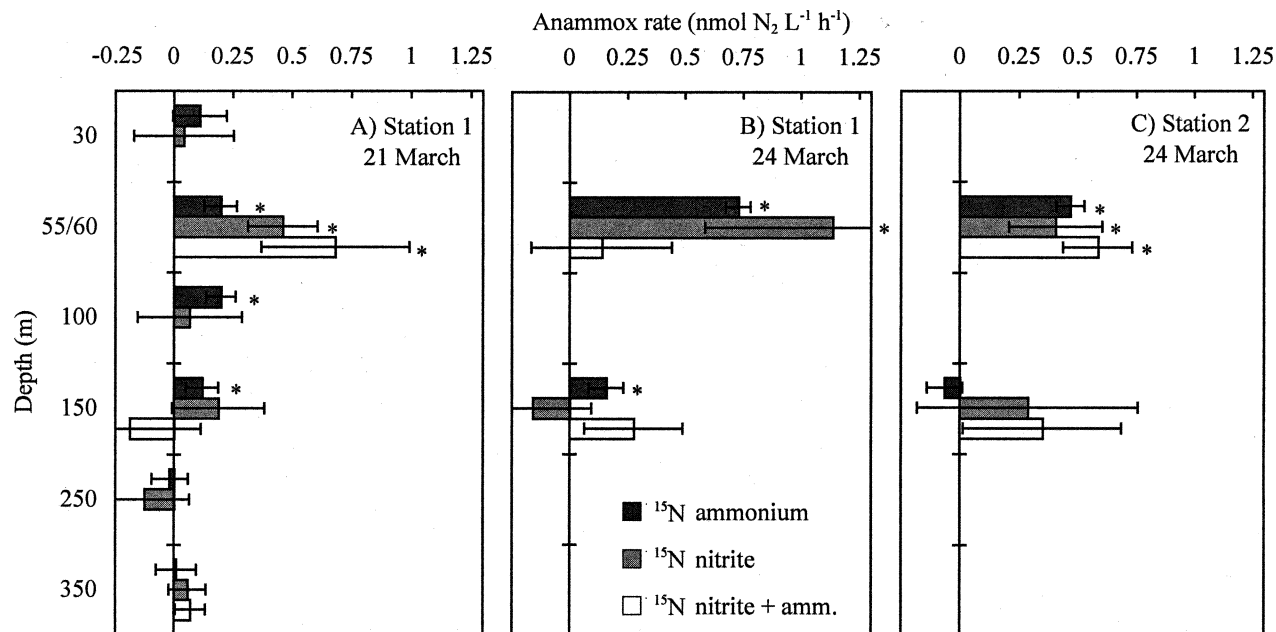 Anammox rate (nmol N₂ L⁻¹ h⁻¹)
-0.25 0 0.25 0.5 0.75 1 1.25
0 0.25 0.5 0.75 1 1.25
0 0.25 0.5 0.75 1 1.25
A) Station 1
21 March
B) Station 1
24 March
C) Station 2
24 March
Depth (m)
30
55/60
* * *
*
* *
* * *
100
*
150
*
*
250
350
¹⁵N ammonium
¹⁵N nitrite
¹⁵N nitrite + amm.